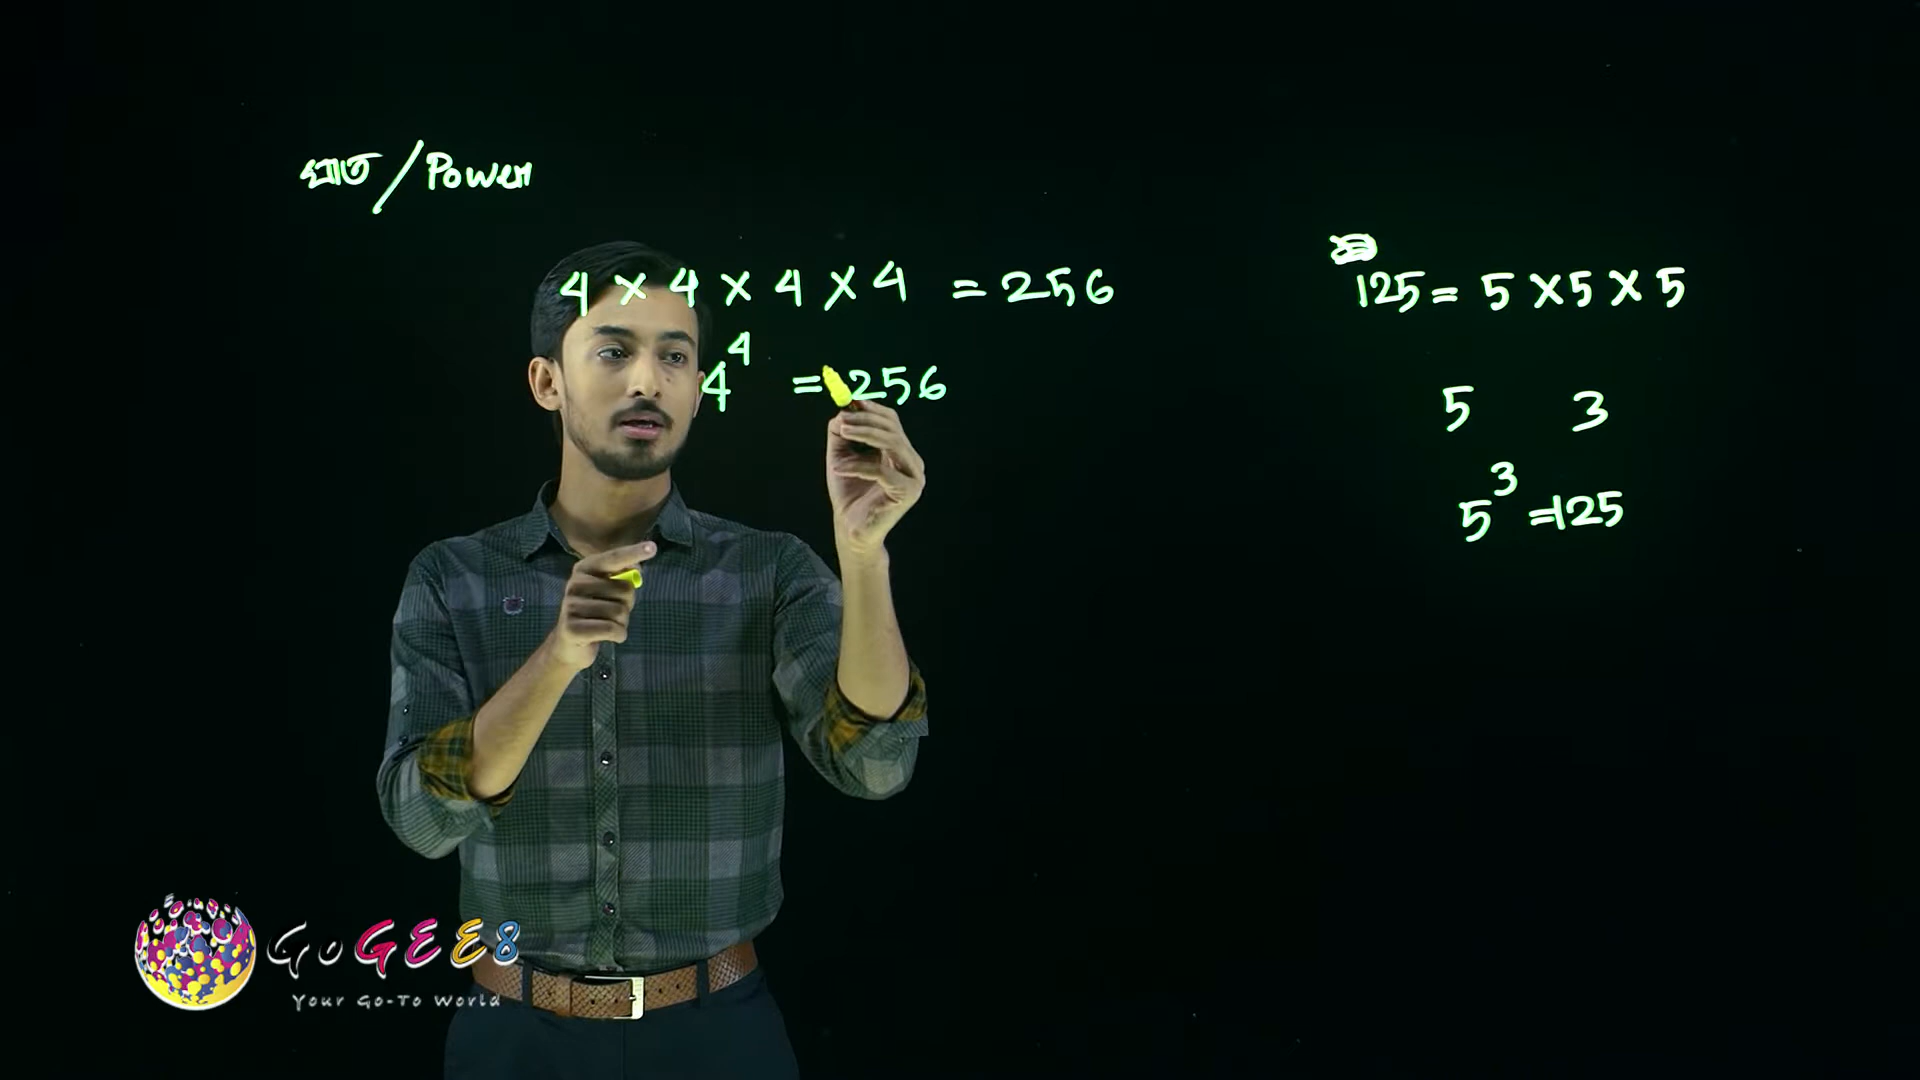 ঘাত / Power
4 × 4 × 4 × 4 = 256
4⁴ = 256
125 = 5 × 5 × 5
5 3
5³ = 125
GoGEE8
Your Go-To World